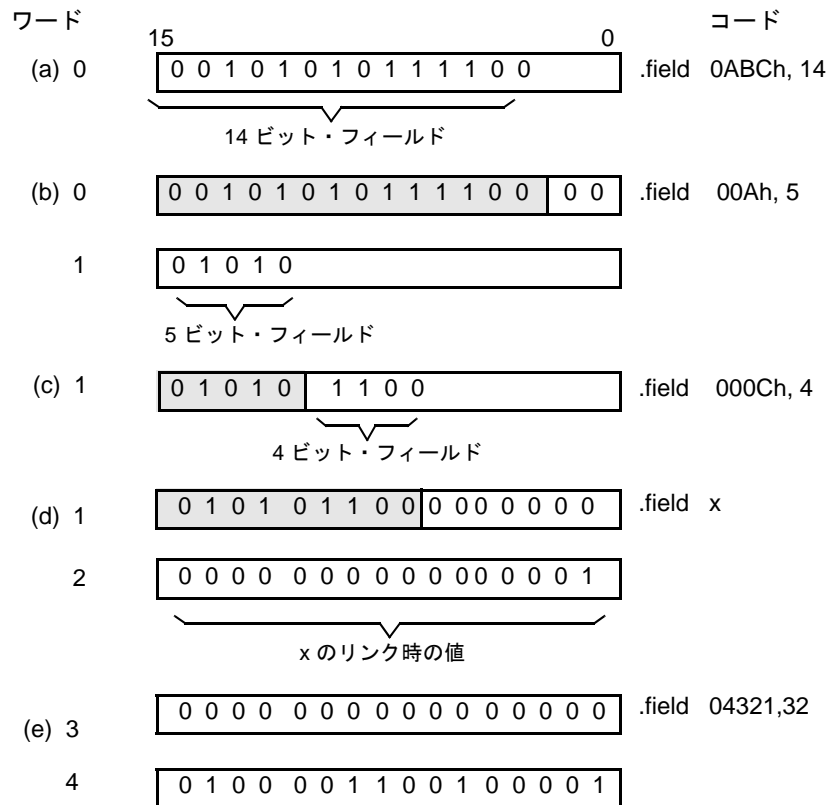 ワード コード
15 0
(a) 0 0 0 1 0 1 0 1 0 1 1 1 1 0 0 .field 0ABCh, 14
14 ビット・フィールド
(b) 0 0 0 1 0 1 0 1 0 1 1 1 1 0 0 0 0 .field 00Ah, 5
1 0 1 0 1 0
5 ビット・フィールド
(c) 1 0 1 0 1 0 1 1 0 0 .field 000Ch, 4
4 ビット・フィールド
(d) 1 0 1 0 1 0 1 1 0 0 0 0 0 0 0 0 0 .field x
2 0 0 0 0 0 0 0 0 0 0 0 0 0 0 0 1
x のリンク時の値
(e) 3 0 0 0 0 0 0 0 0 0 0 0 0 0 0 0 0 .field 04321,32
4 0 1 0 0 0 0 1 1 0 0 1 0 0 0 0 1